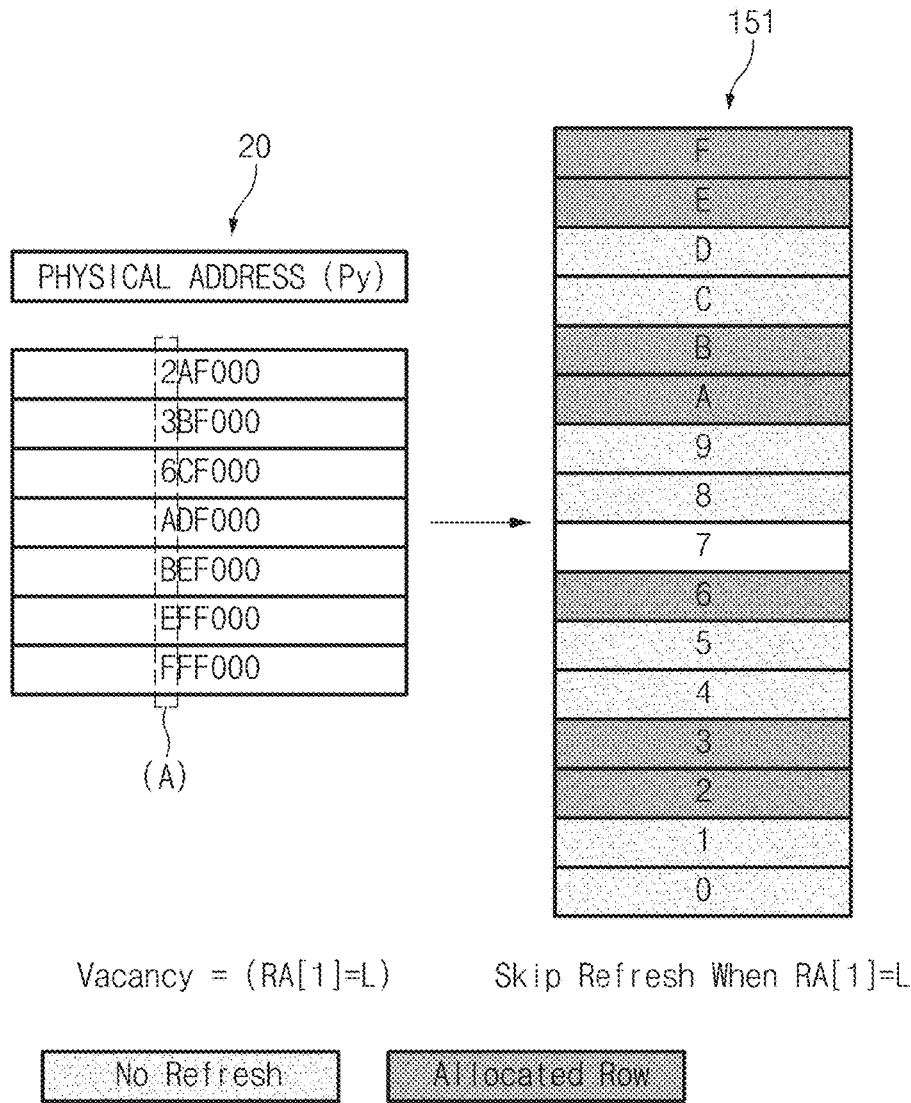 20
PHYSICAL ADDRESS (Py)
2AF000
3BF000
6CF000
ADF000
BEF000
EFF000
FFF000
(A)
151
F
E
D
C
B
A
9
8
7
6
5
4
3
2
1
0
Vacancy = (RA[1]=L)
Skip Refresh When RA[1]=L
No Refresh
Allocated Row